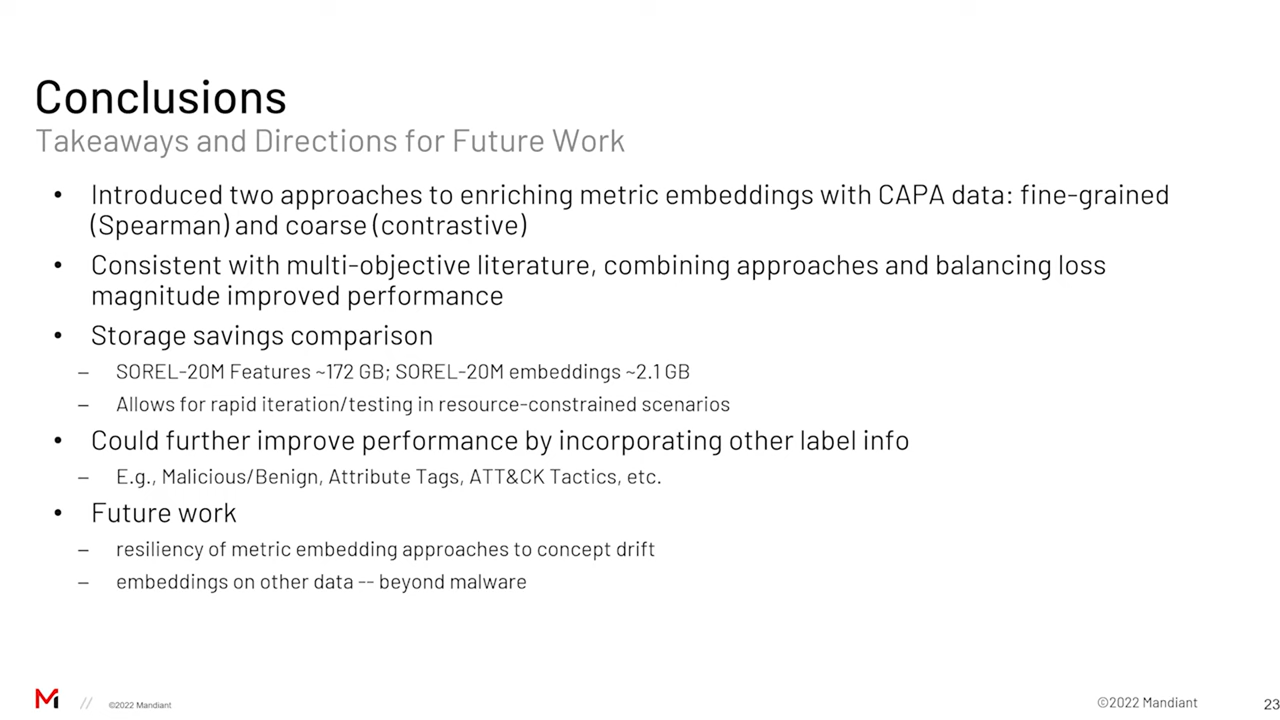 Conclusions
Takeaways and Directions for Future Work
• Introduced two approaches to enriching metric embeddings with CAPA data: fine-grained
(Spearman) and coarse (contrastive)
• Consistent with multi-objective literature, combining approaches and balancing loss
magnitude improved performance
• Storage savings comparison
– SOREL-20M Features ~172 GB; SOREL-20M embeddings ~2.1 GB
– Allows for rapid iteration/testing in resource-constrained scenarios
• Could further improve performance by incorporating other label info
– E.g., Malicious/Benign, Attribute Tags, ATT&CK Tactics, etc.
• Future work
– resiliency of metric embedding approaches to concept drift
– embeddings on other data -- beyond malware
M // ©2022 Mandiant
©2022 Mandiant 23